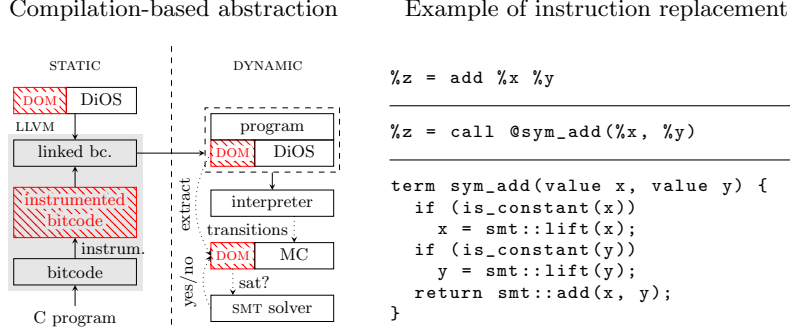 Compilation-based abstraction
STATIC
DYNAMIC
DOM DiOS
LLVM
linked bc.
instrumented
bitcode
instrum.
bitcode
C program
program
DOM DiOS
extract
interpreter
transitions
DOM MC
yes/no
sat?
SMT solver
Example of instruction replacement
%z = add %x %y
%z = call @sym_add(%x, %y)
term sym_add(value x, value y) {
  if (is_constant(x))
    x = smt::lift(x);
  if (is_constant(y))
    y = smt::lift(y);
  return smt::add(x, y);
}